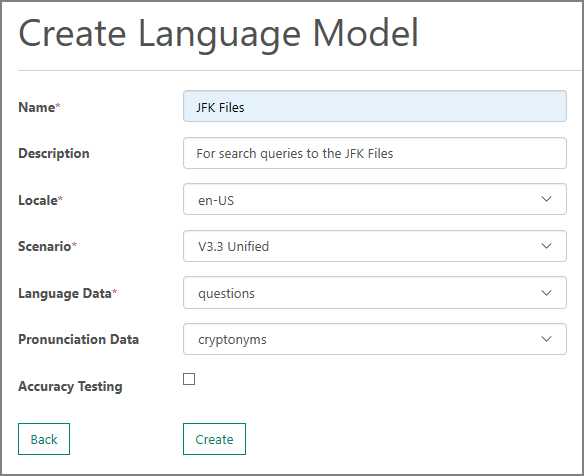 Create Language Model
Name* JFK Files
Description For search queries to the JFK Files
Locale* en-US
Scenario* V3.3 Unified
Language Data* questions
Pronunciation Data cryptonyms
Accuracy Testing
Back Create